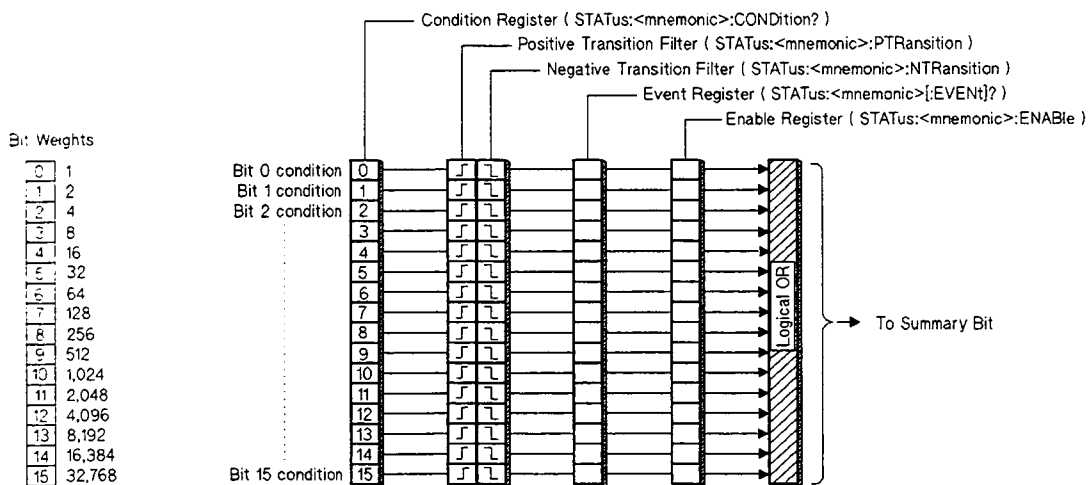 Condition Register ( STATus:<mnemonic>:CONDition? )
Positive Transition Filter ( STATus:<mnemonic>:PTRansition )
Negative Transition Filter ( STATus:<mnemonic>:NTRansition )
Event Register ( STATus:<mnemonic>[:EVENt]? )
Enable Register ( STATus:<mnemonic>:ENABle )
Bit Weights
0 1
1 2
2 4
3 8
4 16
5 32
6 64
7 128
8 256
9 512
10 1,024
11 2,048
12 4,096
13 8,192
14 16,384
15 32,768
Bit 0 condition 0
Bit 1 condition 1
Bit 2 condition 2
3
4
5
6
7
8
9
10
11
12
13
14
Bit 15 condition 15
Logical OR
To Summary Bit